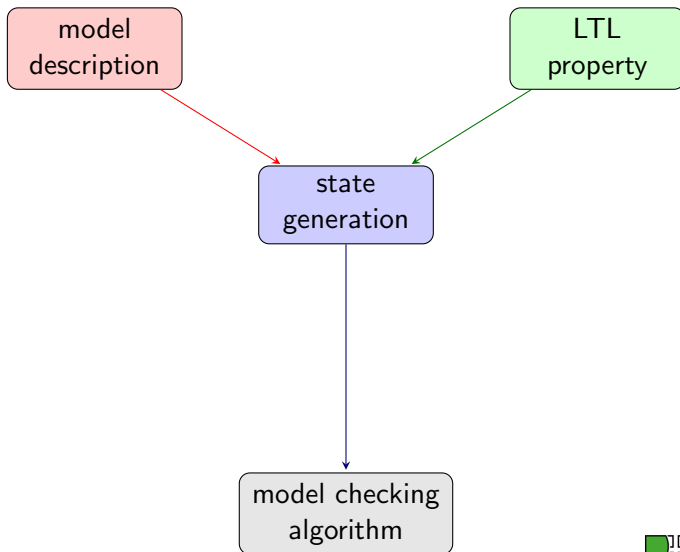 model
description
LTL
property
state
generation
model checking
algorithm